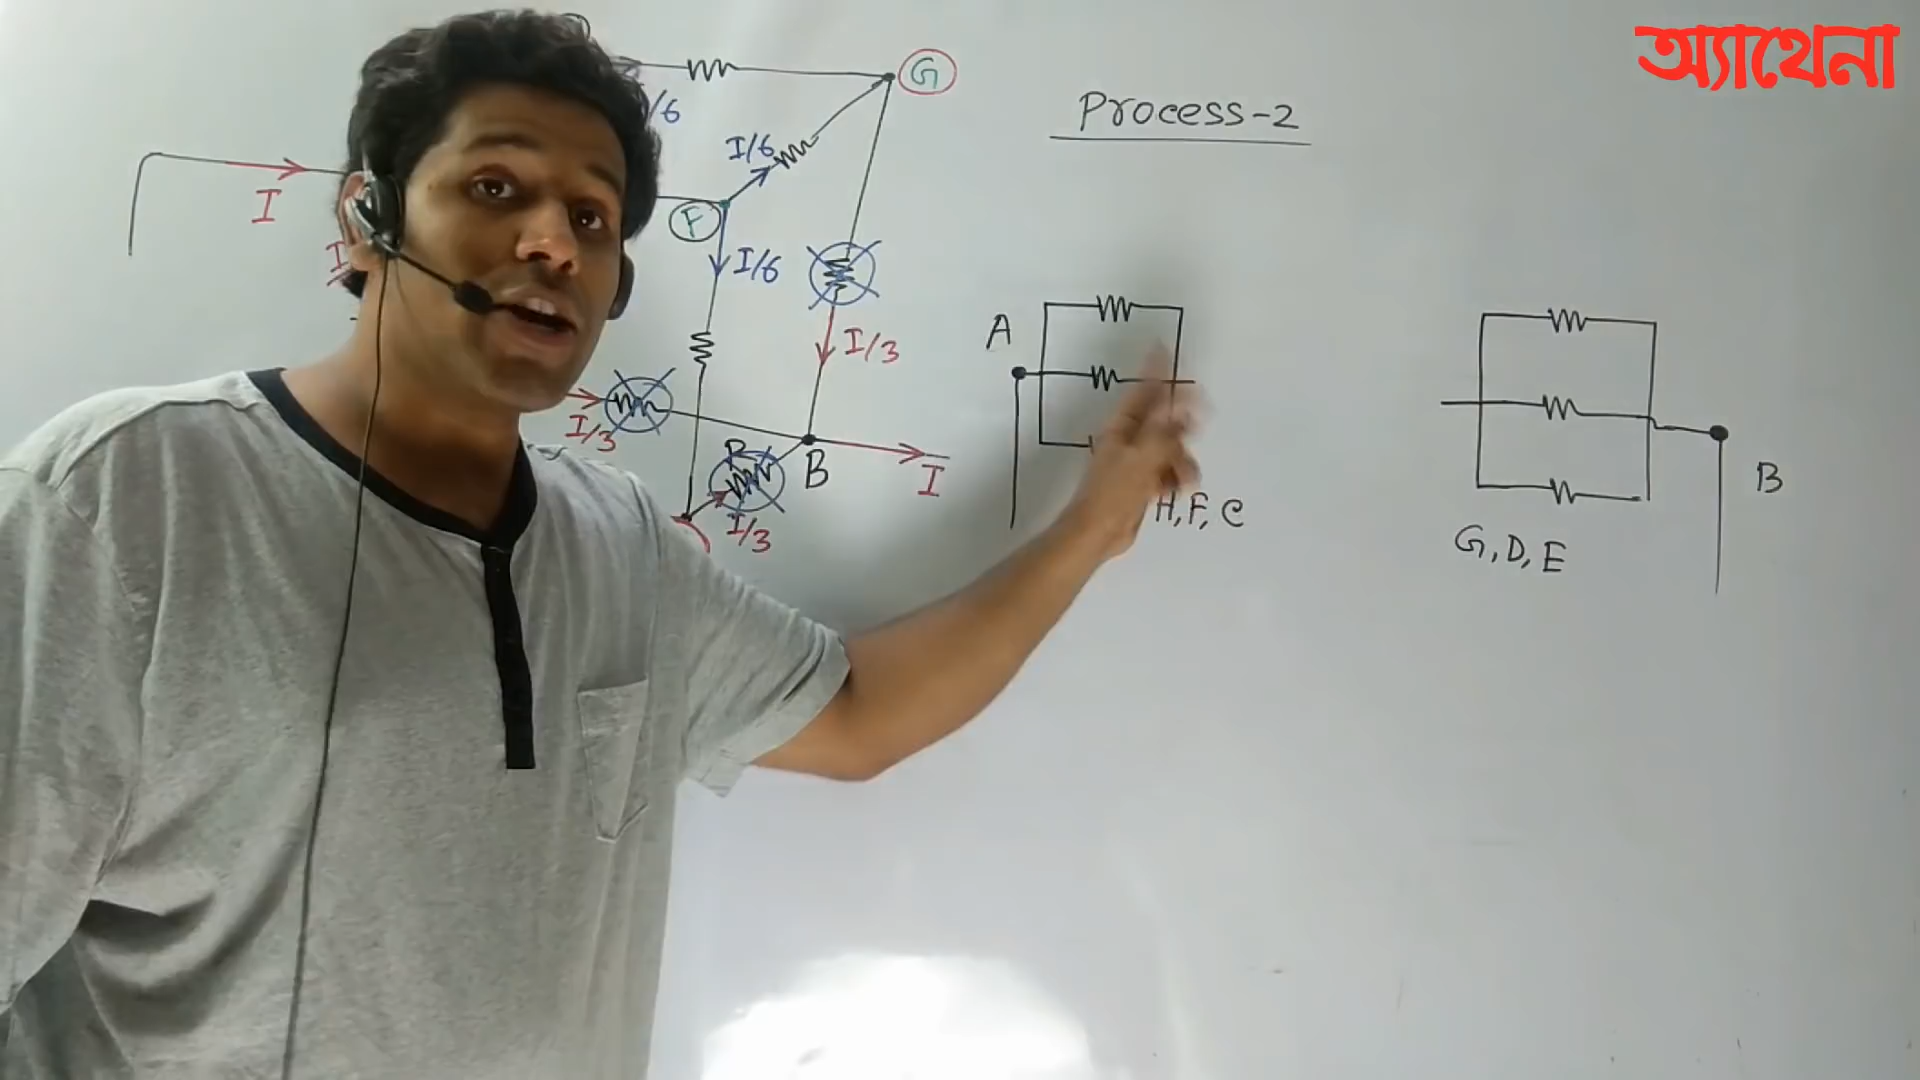 অ্যাথেনা
Process-2
G
/6
I/6
I
F
I/6
I
I/3
A
I/3
R
B
I
I/3
H, F, C
G, D, E
B